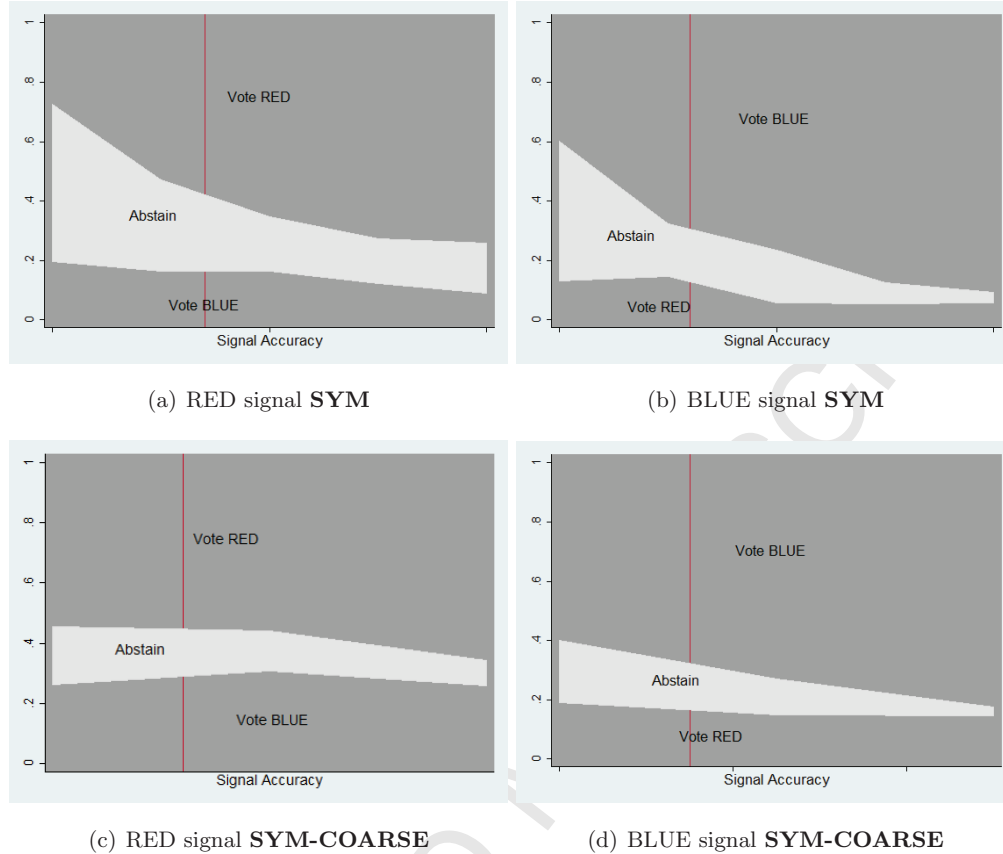 1
.8
.6
.4
.2
0
Vote RED
Abstain
Vote BLUE
Signal Accuracy
(a) RED signal SYM
1
.8
.6
.4
.2
0
Vote BLUE
Abstain
Vote RED
Signal Accuracy
(b) BLUE signal SYM
1
.8
.6
.4
.2
0
Vote RED
Abstain
Vote BLUE
Signal Accuracy
(c) RED signal SYM-COARSE
1
.8
.6
.4
.2
0
Vote BLUE
Abstain
Vote RED
Signal Accuracy
(d) BLUE signal SYM-COARSE